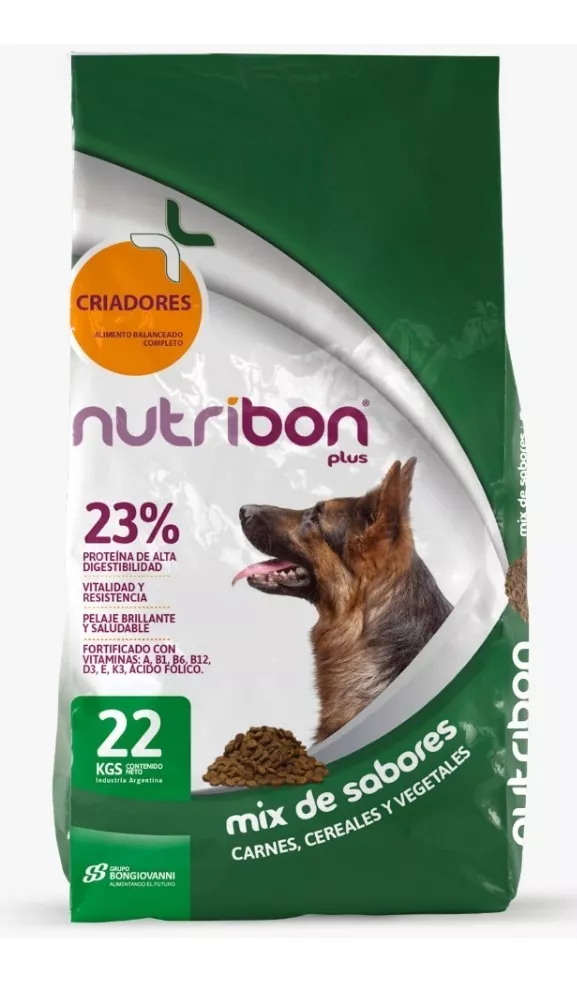 CRIADORES
ALIMENTO BALANCEADO
COMPLETO
nutribon®
plus
23%
PROTEÍNA DE ALTA
DIGESTIBILIDAD
VITALIDAD Y
RESISTENCIA
PELAJE BRILLANTE
Y SALUDABLE
FORTIFICADO CON
VITAMINAS: A, B1, B6, B12,
D3, E, K3, ÁCIDO FÓLICO.
22
KGS CONTENIDO
NETO
Industria Argentina
GRUPO
BONGIOVANNI
ALIMENTANDO EL FUTURO
mix de sabores
CARNES, CEREALES Y VEGETALES
mix de sabores
nutribon